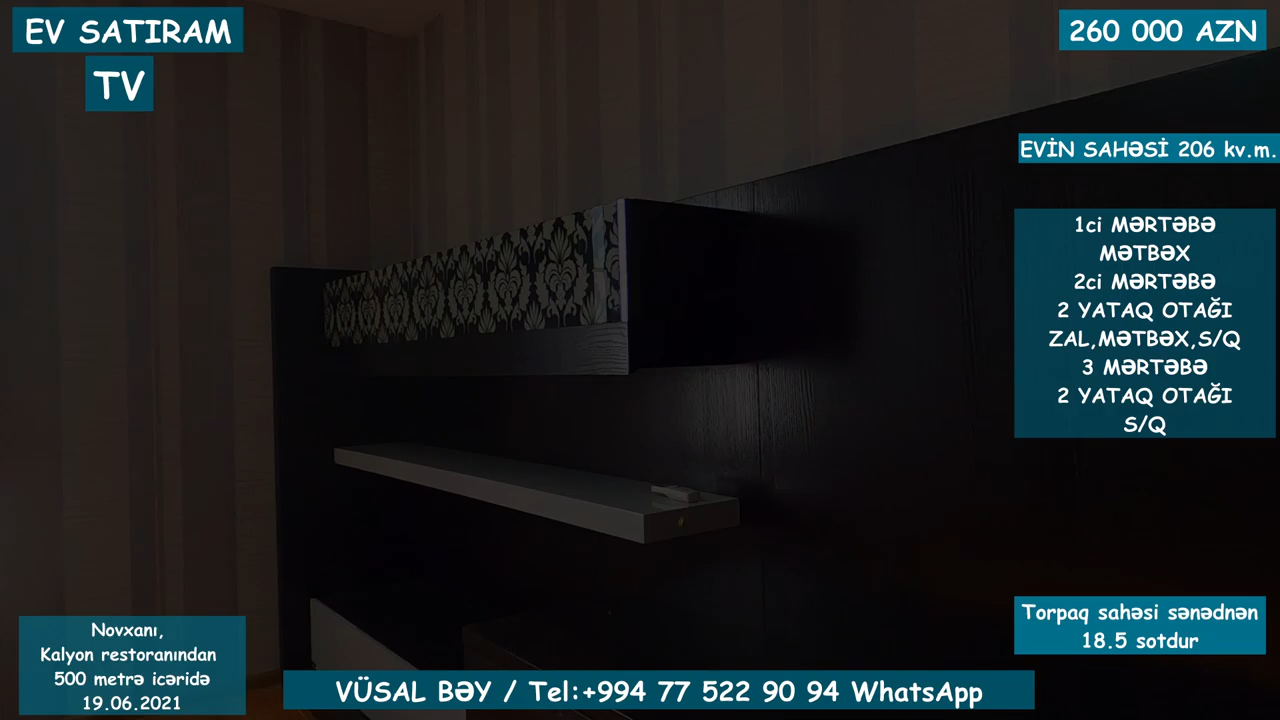 EV SATIRAM
TV
260 000 AZN
EVİN SAHƏSİ 206 kv.m.
1ci MƏRTƏBƏ
MƏTBƏX
2ci MƏRTƏBƏ
2 YATAQ OTAĞI
ZAL,MƏTBƏX,S/Q
3 MƏRTƏBƏ
2 YATAQ OTAĞI
S/Q
Torpaq sahəsi sənədnən
18.5 sotdur
Novxanı,
Kalyon restoranından
500 metrə icəridə
19.06.2021
VÜSAL BƏY / Tel:+994 77 522 90 94 WhatsApp